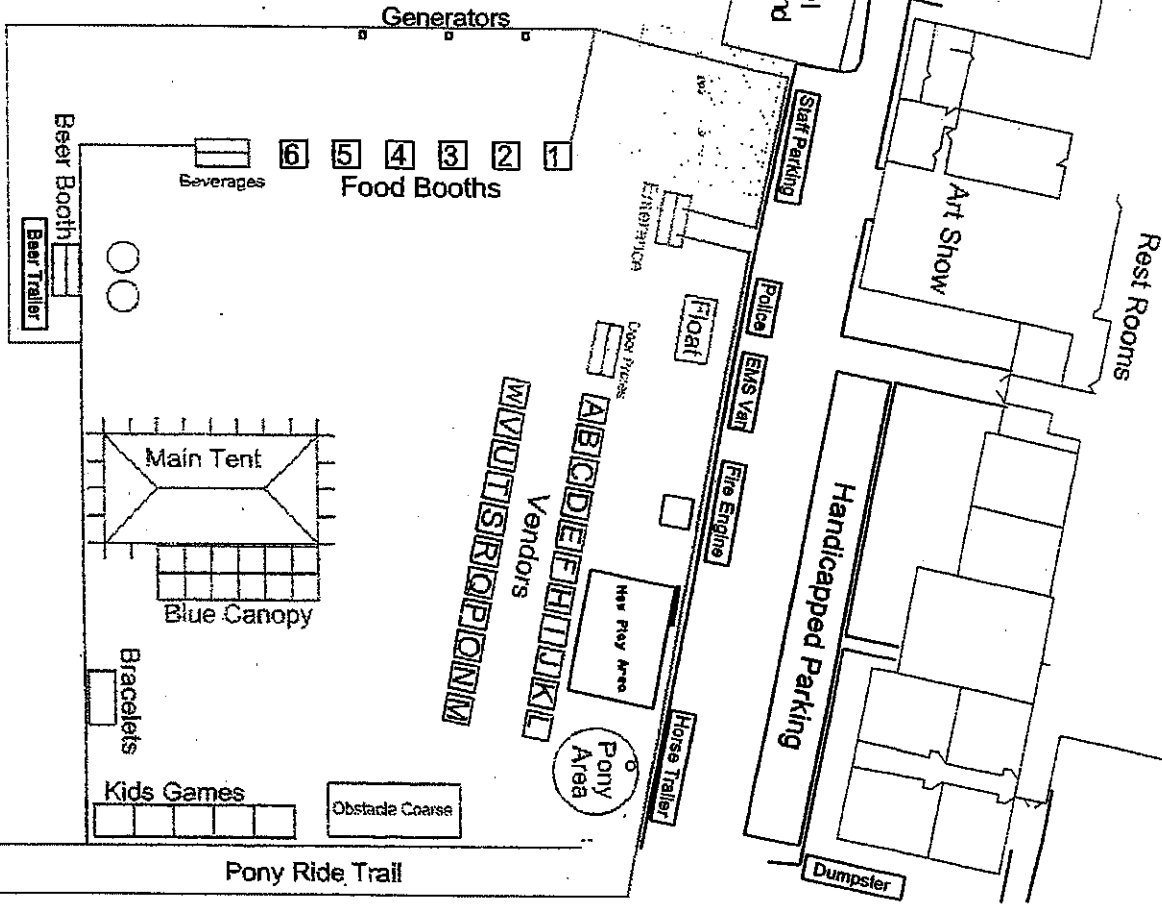 Generators
Staff Parking
Beer Booth
Beer Trailer
Beverages
6 5 4 3 2 1
Food Booths
Enterance
Art Show
Rest Rooms
Police
Float
EMS Van
Door Prizes
Fire Engine
A B C D E F H I J K L
Vendors
W V U T S R Q P O N M
Main Tent
Blue Canopy
New Play Area
Handicapped Parking
Bracelets
Pony
Area
Horse Trailer
Kids Games
Obstacle Coarse
Pony Ride Trail
Dumpster